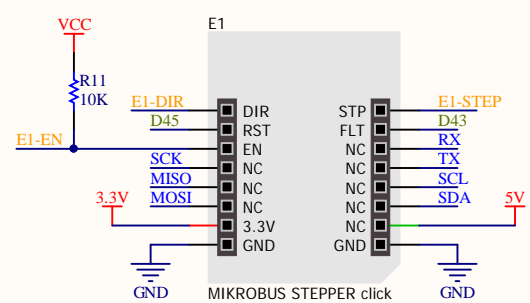 E1
VCC
R11
10K
E1-DIR DIR STP E1-STEP
D45 RST FLT D43
E1-EN EN NC RX
SCK NC NC TX
MISO NC NC SCL
MOSI NC NC SDA
3.3V 3.3V NC 5V
GND GND
GND GND
MIKROBUS STEPPER click